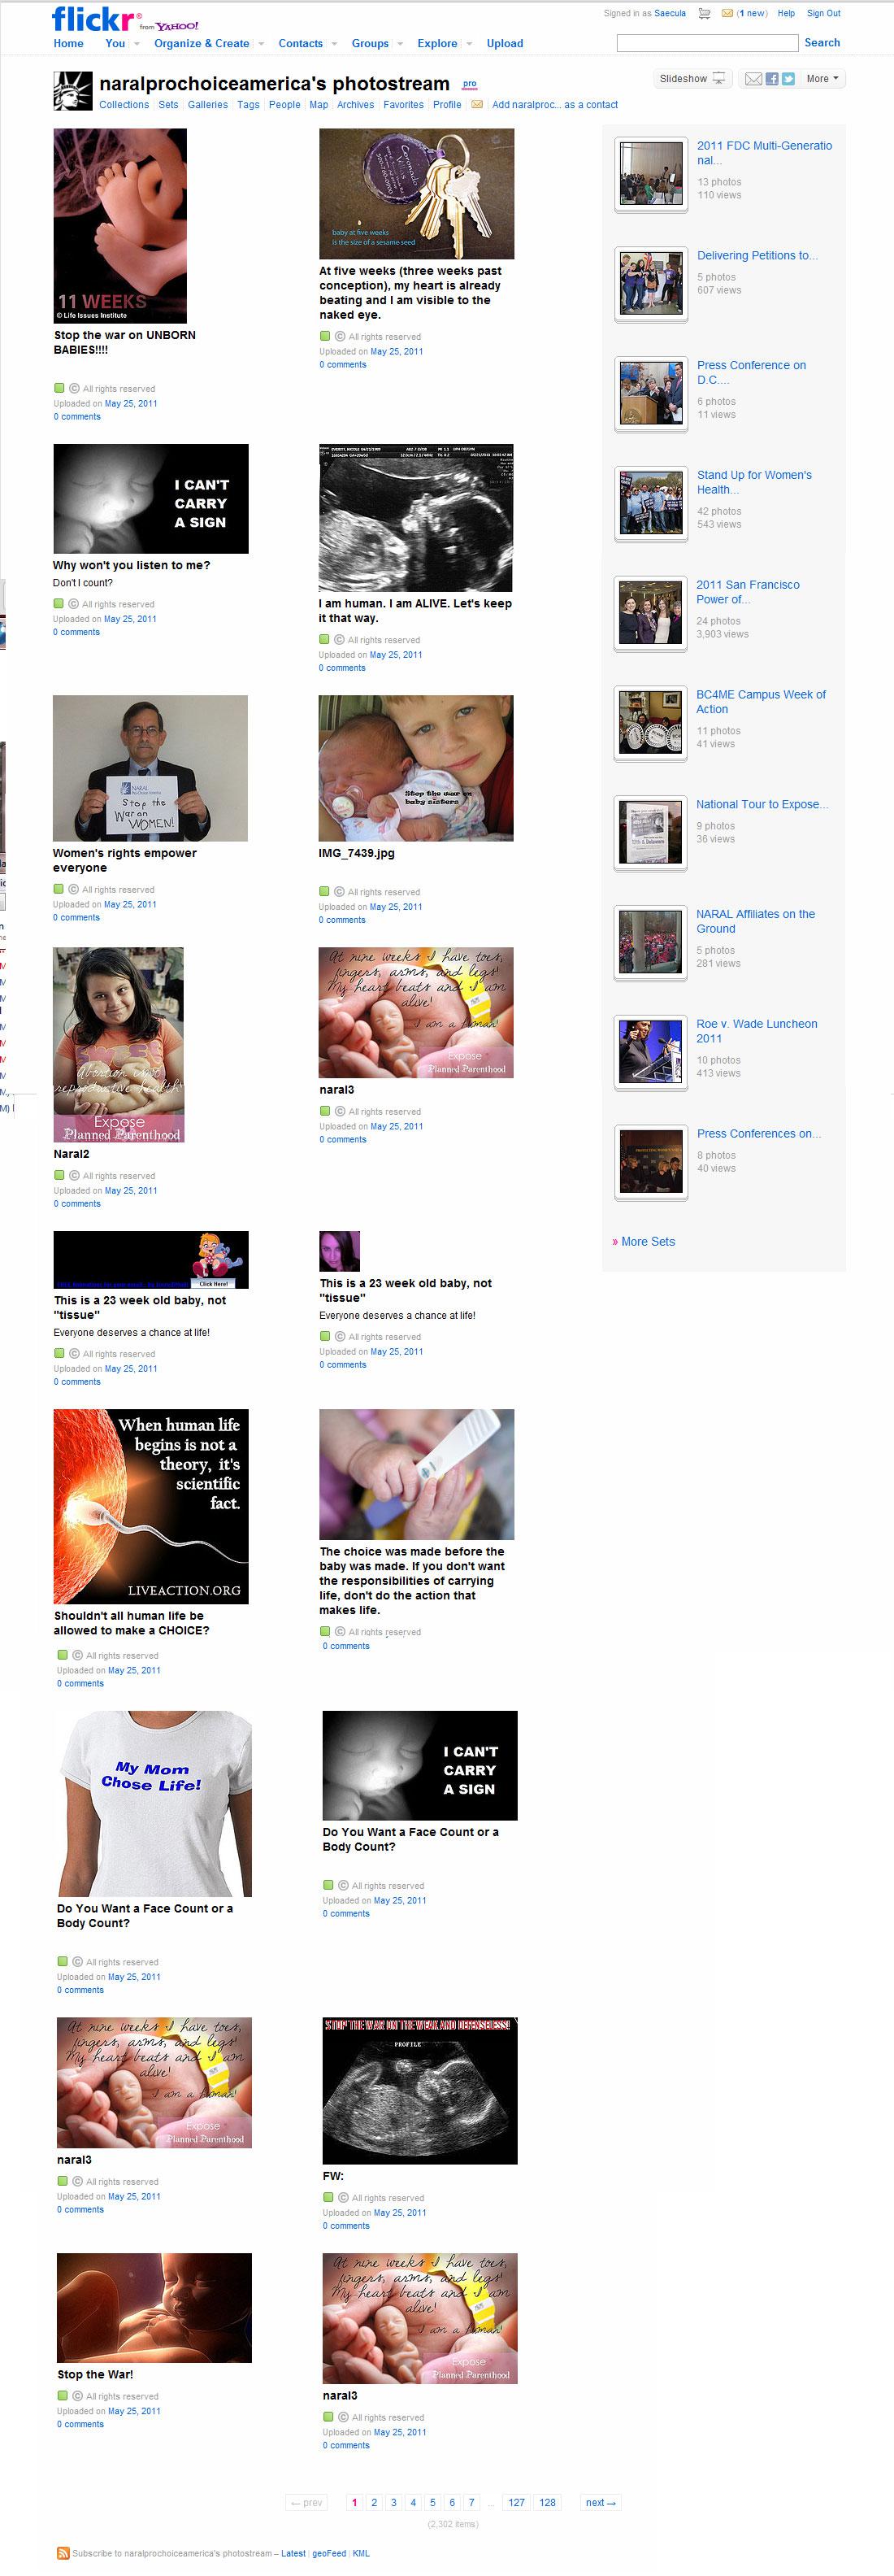 flickr from YAHOO!
Signed in as Saecula
(1 new)
Help
Sign Out
Home
You
Organize & Create
Contacts
Groups
Explore
Upload
Search
naralprochoiceamerica's photostream
pro
Slideshow
More
Collections
Sets
Galleries
Tags
People
Map
Archives
Favorites
Profile
Add naralproc... as a contact
11 WEEKS
© Life Issues Institute
Stop the war on UNBORN
BABIES!!!!
© All rights reserved
Uploaded on May 25, 2011
0 comments
baby at five weeks
is the size of a sesame seed
At five weeks (three weeks past
conception), my heart is already
beating and I am visible to the
naked eye.
© All rights reserved
Uploaded on May 25, 2011
0 comments
I CAN'T
CARRY
A SIGN
Why won't you listen to me?
Don't I count?
© All rights reserved
Uploaded on May 25, 2011
0 comments
I am human. I am ALIVE. Let's keep
it that way.
© All rights reserved
Uploaded on May 25, 2011
0 comments
NARAL
Stop the
War on
WOMEN!
Women's rights empower
everyone
© All rights reserved
Uploaded on May 25, 2011
0 comments
Stop the war on
baby sisters
IMG_7439.jpg
© All rights reserved
Uploaded on May 25, 2011
0 comments
Abortion isn't
reproductive health
Expose
Planned Parenthood
Naral2
© All rights reserved
Uploaded on May 25, 2011
0 comments
At nine weeks I have toes,
fingers, arms, and legs!
My heart beats and I am
alive!
I am a human!
Expose
Planned Parenthood
naral3
© All rights reserved
Uploaded on May 25, 2011
0 comments
Click Here!
This is a 23 week old baby, not
"tissue"
Everyone deserves a chance at life!
© All rights reserved
Uploaded on May 25, 2011
0 comments
This is a 23 week old baby, not
"tissue"
Everyone deserves a chance at life!
© All rights reserved
Uploaded on May 25, 2011
0 comments
When human life
begins is not a
theory, it's
scientific
fact.
LIVEACTION.ORG
Shouldn't all human life be
allowed to make a CHOICE?
© All rights reserved
Uploaded on May 25, 2011
0 comments
The choice was made before the
baby was made. If you don't want
the responsibilities of carrying
life, don't do the action that
makes life.
© All rights reserved
0 comments
My Mom
Chose Life!
Do You Want a Face Count or a
Body Count?
© All rights reserved
Uploaded on May 25, 2011
0 comments
I CAN'T
CARRY
A SIGN
Do You Want a Face Count or a
Body Count?
© All rights reserved
Uploaded on May 25, 2011
0 comments
At nine weeks I have toes,
fingers, arms, and legs!
My heart beats and I am
alive!
I am a human!
Expose
Planned Parenthood
naral3
© All rights reserved
Uploaded on May 25, 2011
0 comments
STOP THE WAR ON THE WEAK AND DEFENSELESS!
PROFILE
FW:
© All rights reserved
Uploaded on May 25, 2011
0 comments
Stop the War!
© All rights reserved
Uploaded on May 25, 2011
0 comments
At nine weeks I have toes,
fingers, arms, and legs!
My heart beats and I am
alive!
I am a human!
Expose
Planned Parenthood
naral3
© All rights reserved
Uploaded on May 25, 2011
0 comments
2011 FDC Multi-Generatio
nal...
13 photos
110 views
Delivering Petitions to...
5 photos
607 views
Press Conference on
D.C....
6 photos
11 views
Stand Up for Women's
Health...
42 photos
543 views
2011 San Francisco
Power of...
24 photos
3,903 views
BC4ME Campus Week of
Action
11 photos
41 views
National Tour to Expose...
9 photos
36 views
NARAL Affiliates on the
Ground
5 photos
281 views
Roe v. Wade Luncheon
2011
10 photos
413 views
Press Conferences on...
8 photos
40 views
» More Sets
← prev 1 2 3 4 5 6 7 ... 127 128 next →
(2,302 items)
Subscribe to naralprochoiceamerica's photostream – Latest | geoFeed | KML